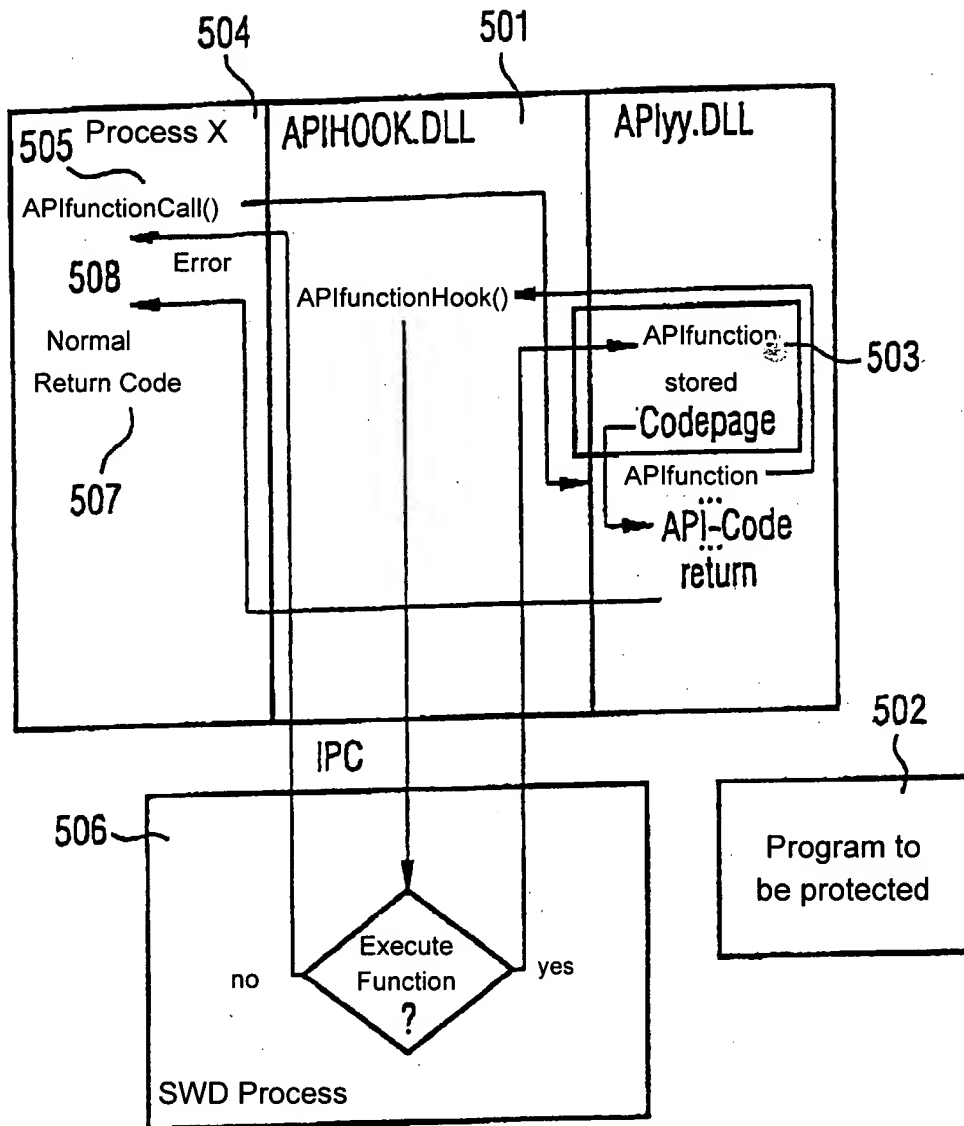 504
501
Process X
APIHOOK.DLL
APIyy.DLL
505
APIfunctionCall()
Error
508
APIfunctionHook()
APIfunction
503
Normal
Return Code
stored
Codepage
507
APIfunction
...
API-Code
...
return
IPC
502
506
Program to
be protected
Execute
Function
?
no
yes
SWD Process